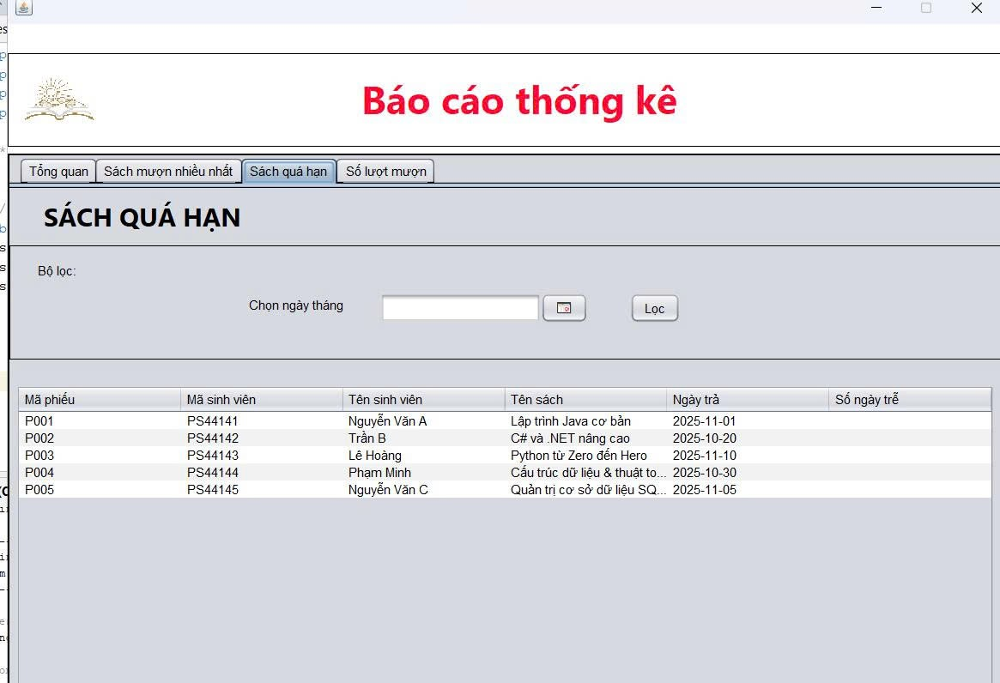 Báo cáo thống kê
Tổng quan Sách mượn nhiều nhất Sách quá hạn Số lượt mượn
SÁCH QUÁ HẠN
Bộ lọc:
Chọn ngày tháng Lọc
Mã phiếu Mã sinh viên Tên sinh viên Tên sách Ngày trả Số ngày trễ
P001 PS44141 Nguyễn Văn A Lập trình Java cơ bản 2025-11-01
P002 PS44142 Trần B C# và .NET nâng cao 2025-10-20
P003 PS44143 Lê Hoàng Python từ Zero đến Hero 2025-11-10
P004 PS44144 Phạm Minh Cấu trúc dữ liệu & thuật to... 2025-10-30
P005 PS44145 Nguyễn Văn C Quản trị cơ sở dữ liệu SQ... 2025-11-05